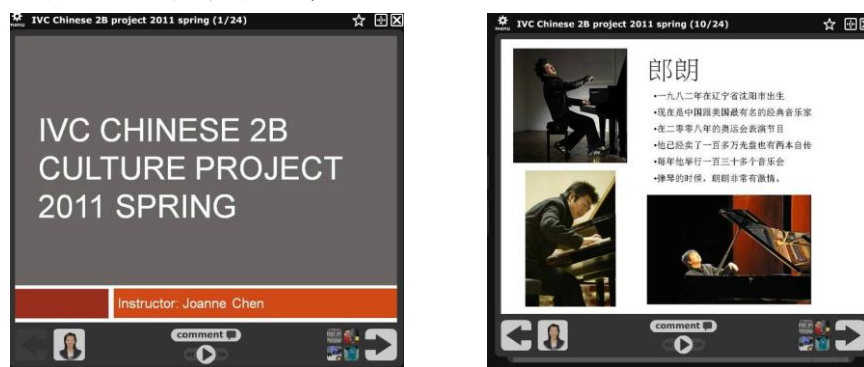 menu
IVC Chinese 2B project 2011 spring (1/24)
IVC CHINESE 2B
CULTURE PROJECT
2011 SPRING
Instructor: Joanne Chen
comment
menu
IVC Chinese 2B project 2011 spring (10/24)
郎朗
•一九八二年在辽宁省沈阳市出生
•现在是中国跟美国最有名的经典音乐家
•在二零零八年的奥运会表演节目
•他已经卖了一百多万光盘也有两本自传
•每年他举行一百三十多个音乐会
•弹琴的时候，朗朗非常有激情。
comment